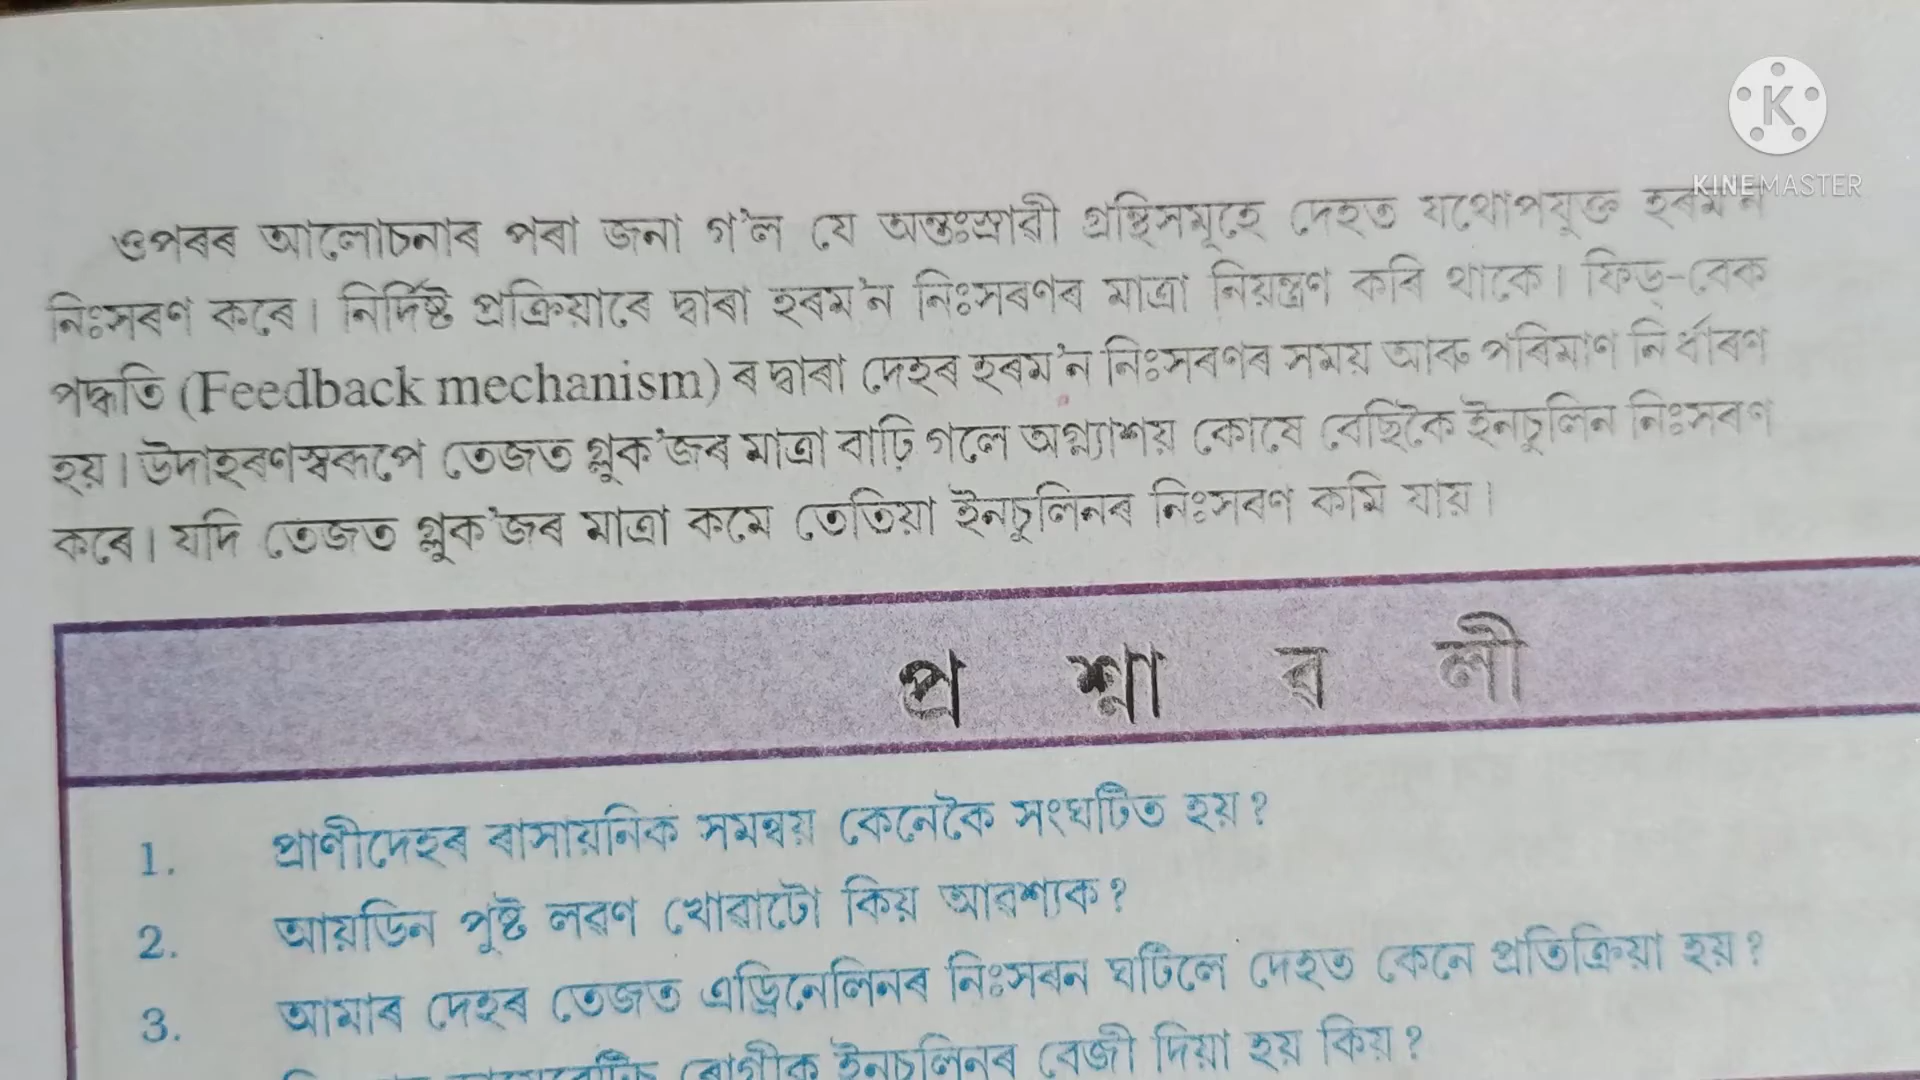 K
KINEMASTER
ওপৰৰ আলোচনাৰ পৰা জনা গ'ল যে অন্তঃস্ৰাৱী গ্ৰন্থিসমূহে দেহত যথোপযুক্ত হৰম'ন
নিঃসৰণ কৰে। নিৰ্দিষ্ট প্ৰক্ৰিয়াৰে দ্বাৰা হৰম'ন নিঃসৰণৰ মাত্ৰা নিয়ন্ত্ৰণ কৰি থাকে। ফিড্-বেক
পদ্ধতি (Feedback mechanism) ৰ দ্বাৰা দেহৰ হৰম'ন নিঃসৰণৰ সময় আৰু পৰিমাণ নিৰ্ধাৰণ
হয়। উদাহৰণস্বৰূপে তেজত গ্লুক'জৰ মাত্ৰা বাঢ়ি গলে অগ্ন্যাশয় কোষে বেছিকৈ ইনচুলিন নিঃসৰণ
কৰে। যদি তেজত গ্লুক'জৰ মাত্ৰা কমে তেতিয়া ইনচুলিনৰ নিঃসৰণ কমি যায়।
প্ৰ শ্না ৱ লী
1. প্ৰাণীদেহৰ ৰাসায়নিক সমন্বয় কেনেকৈ সংঘটিত হয়?
2. আয়ডিন পুষ্ট লৱণ খোৱাটো কিয় আৱশ্যক?
3. আমাৰ দেহৰ তেজত এড্ৰিনেলিনৰ নিঃসৰন ঘটিলে দেহত কেনে প্ৰতিক্ৰিয়া হয়?
ৰোগীক ইনচুলিনৰ বেজী দিয়া হয় কিয়?